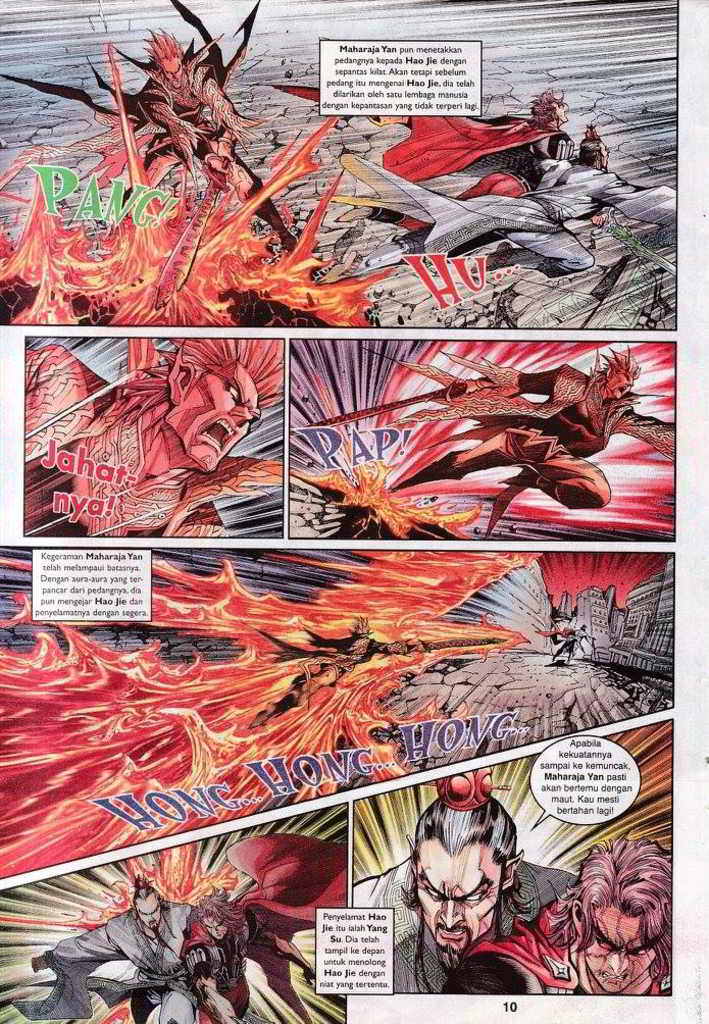 Maharaja Yan pun menetakkan
pedangnya kepada Hao Jie dengan
sepantas kilat. Akan tetapi sebelum
pedang itu mengenai Hao Jie, dia telah
dilarikan oleh satu lembaga manusia
dengan kepantasan yang tidak terperi lagi.
PANG!
HU...
Jahat-
nya!
PAP!
Kegeraman Maharaja Yan
telah melampaui batasnya.
Dengan aura-aura yang ter-
pancar dari pedangnya, dia
pun mengejar Hao Jie dan
penyelamatnya dengan segera.
HONG... HONG... HONG...
Apabila
kekuatannya
sampai ke kemuncak,
Maharaja Yan pasti
akan bertemu dengan
maut. Kau mesti
bertahan lagi!
Penyelamat Hao
Jie itu ialah Yang
Su. Dia telah
tampil ke depan
untuk menolong
Hao Jie dengan
niat yang tertentu.
10